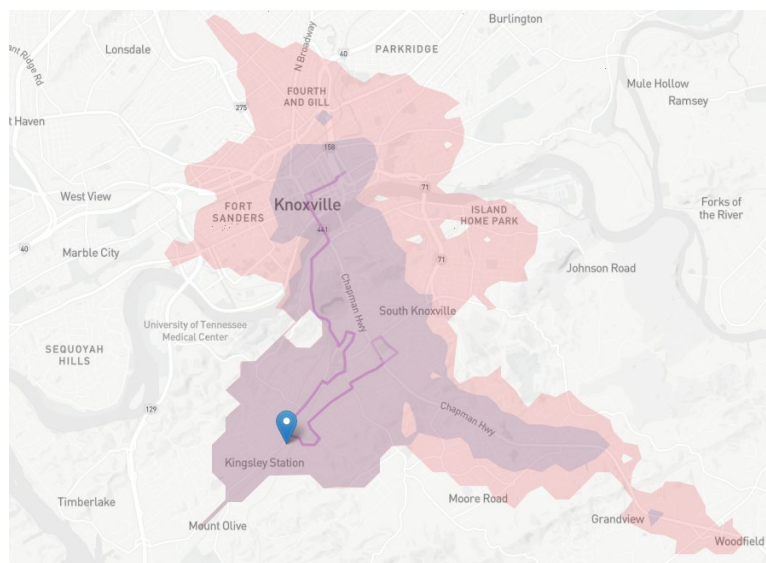 Burlington
Lonsdale
N Broadway
40
PARKRIDGE
Ridge Rd
FOURTH
AND GILL
Mule Hollow
Ramsey
275
Haven
158
West View
FORT
SANDERS
Knoxville
71
ISLAND
HOME PARK
Forks of
the River
441
40
Marble City
71
Johnson Road
Chapman Hwy
South Knoxville
University of Tennessee
Medical Center
SEQUOYAH
HILLS
129
Chapman Hwy
Kingsley Station
Timberlake
Moore Road
Mount Olive
Grandview
Woodfield